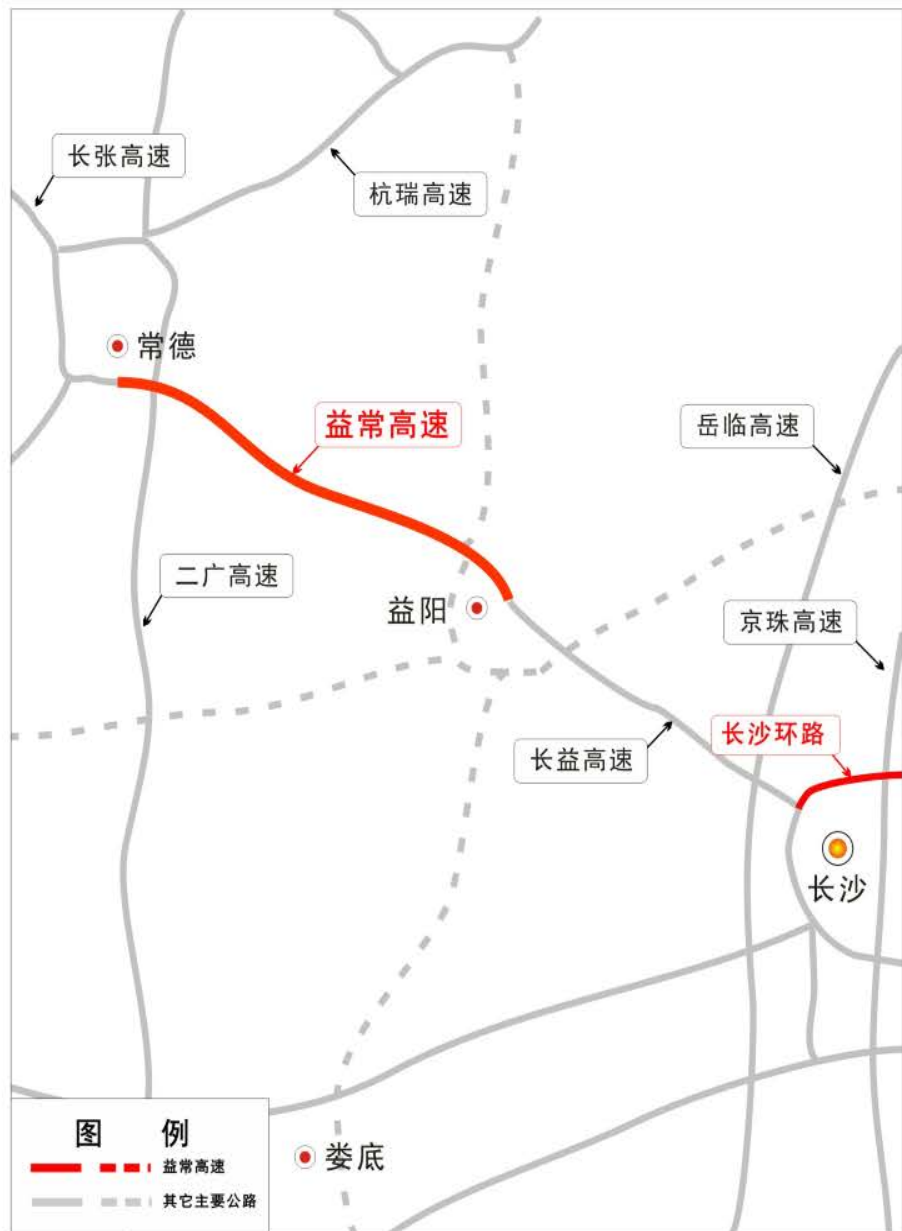 长张高速
杭瑞高速
常德
益常高速
岳临高速
二广高速
益阳
京珠高速
长沙环路
长益高速
长沙
图 例
益常高速
其它主要公路
娄底